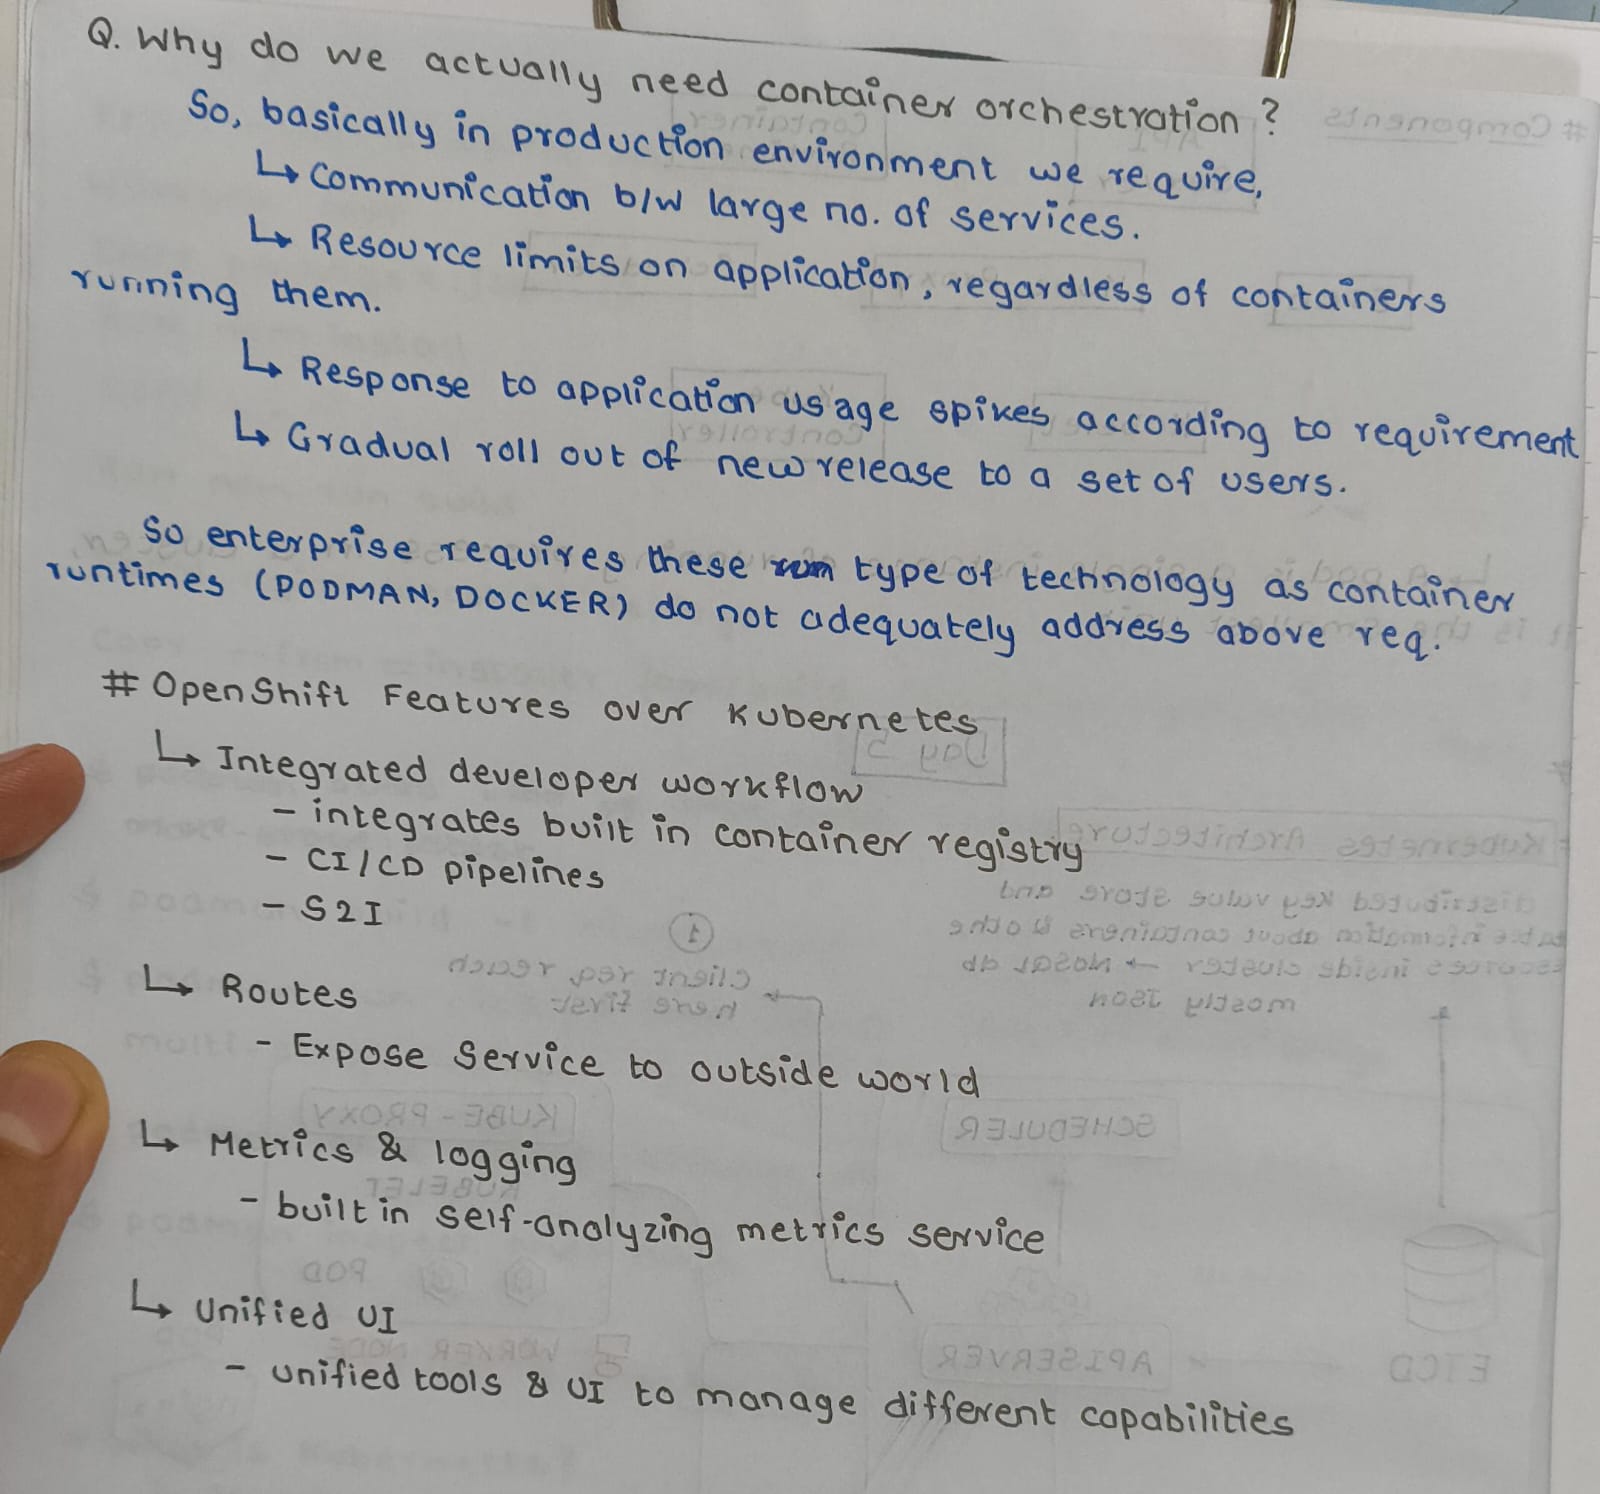 Q. Why do we actually need container orchestration ?
So, basically in production environment we require,
↳ Communication b/w large no. of services.
↳ Resource limits on application, regardless of containers
running them.
↳ Response to application usage spikes according to requirement
↳ Gradual roll out of new release to a set of users.
So enterprise requires these type of technology as container
runtimes (PODMAN, DOCKER) do not adequately address above req.
# OpenShift Features over Kubernetes
↳ Integrated developer workflow
- integrates built in container registry
- CI/CD pipelines
- S2I
↳ Routes
- Expose Service to outside world
↳ Metrics & logging
- built in self-analyzing metrics service
↳ Unified UI
- unified tools & UI to manage different capabilities